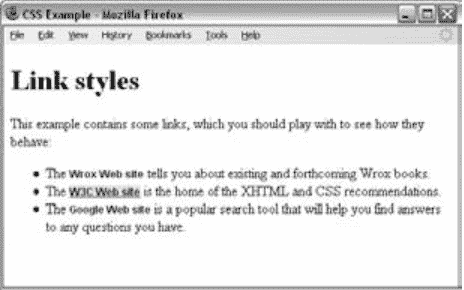 CSS Example - Mozilla Firefox
File Edit View History Bookmarks Tools Help
Link styles
This example contains some links, which you should play with to see how they
behave:
• The Wrox Web site tells you about existing and forthcoming Wrox books.
• The W3C Web site is the home of the XHTML and CSS recommendations.
• The Google Web site is a popular search tool that will help you find answers
to any questions you have.